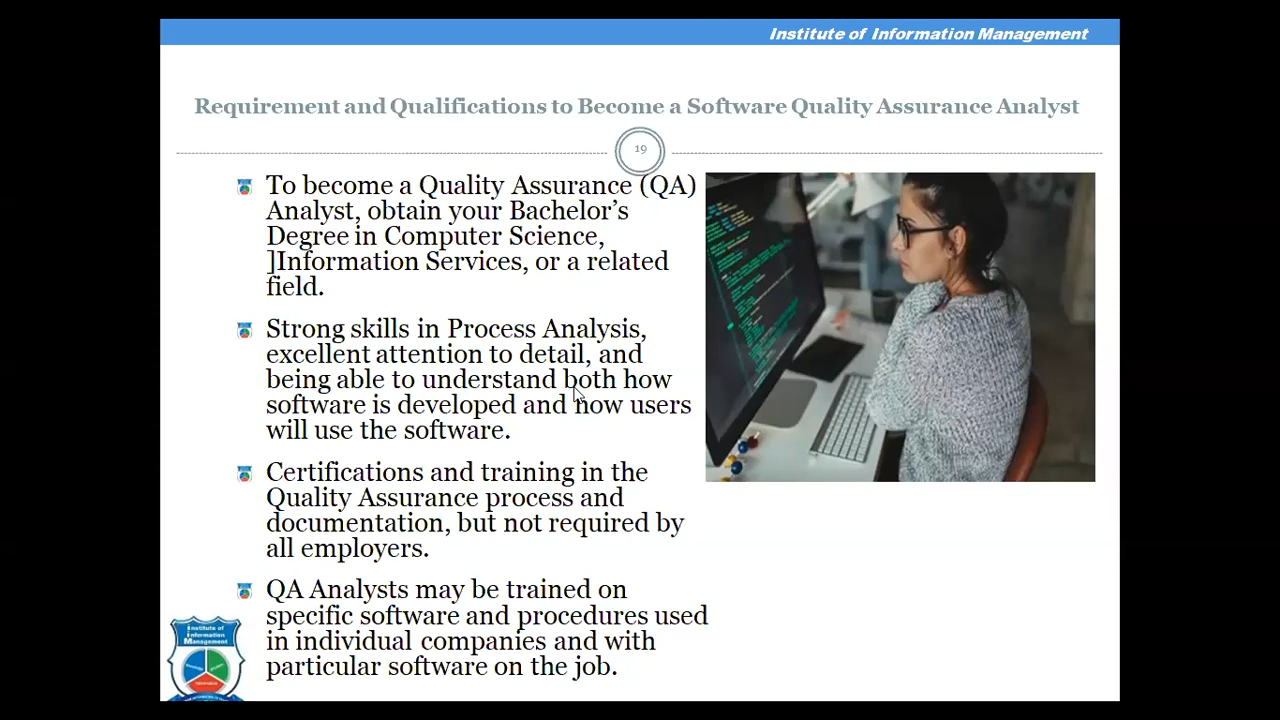 Institute of Information Management
Requirement and Qualifications to Become a Software Quality Assurance Analyst
19
To become a Quality Assurance (QA)
Analyst, obtain your Bachelor’s
Degree in Computer Science,
]Information Services, or a related
field.
Strong skills in Process Analysis,
excellent attention to detail, and
being able to understand both how
software is developed and how users
will use the software.
Certifications and training in the
Quality Assurance process and
documentation, but not required by
all employers.
QA Analysts may be trained on
specific software and procedures used
in individual companies and with
particular software on the job.
Institute of
Information
Management